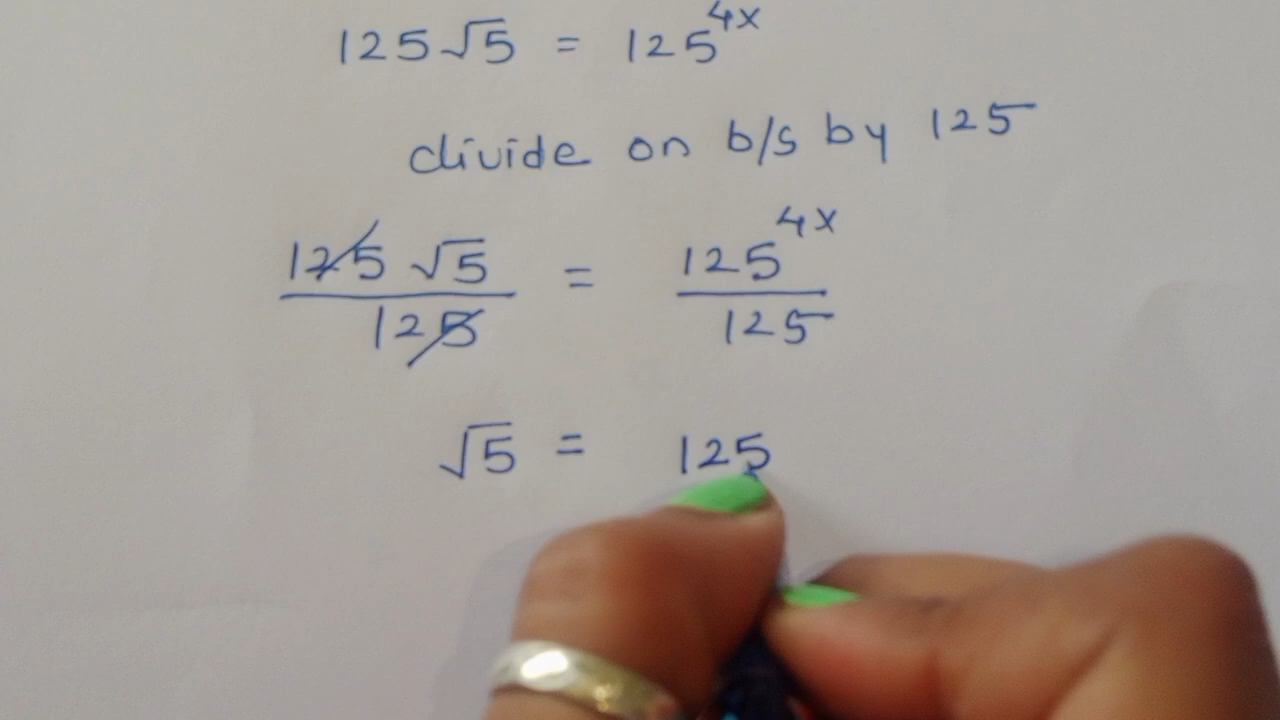 125√5 = 125^4x
divide on b/s by 125
125 √5 / 125 = 125^4x / 125
√5 = 125